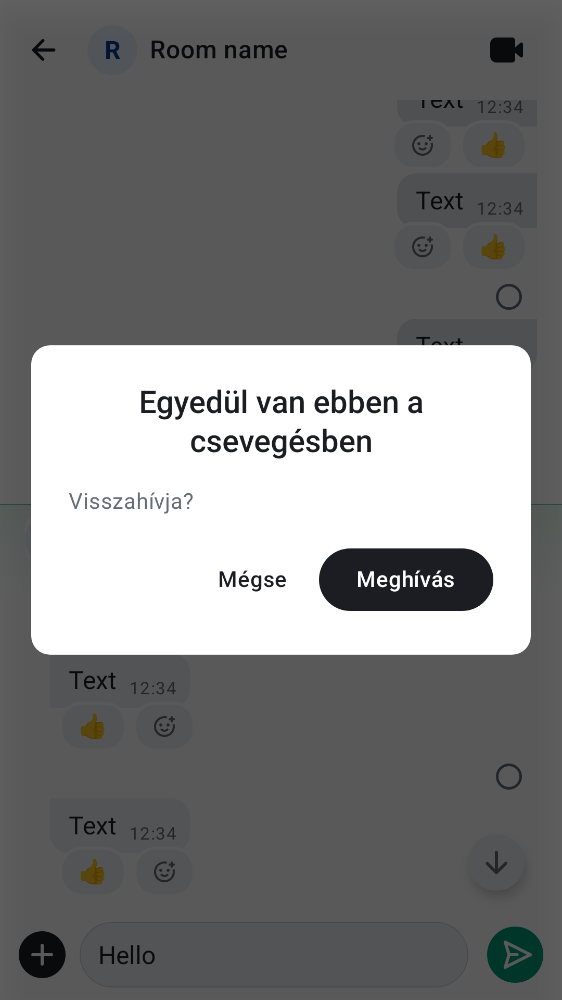 R
Room name
Text 12:34
Text 12:34
Text
Egyedül van ebben a
csevegésben
Visszahívja?
Mégse
Meghívás
Text 12:34
Text 12:34
Hello